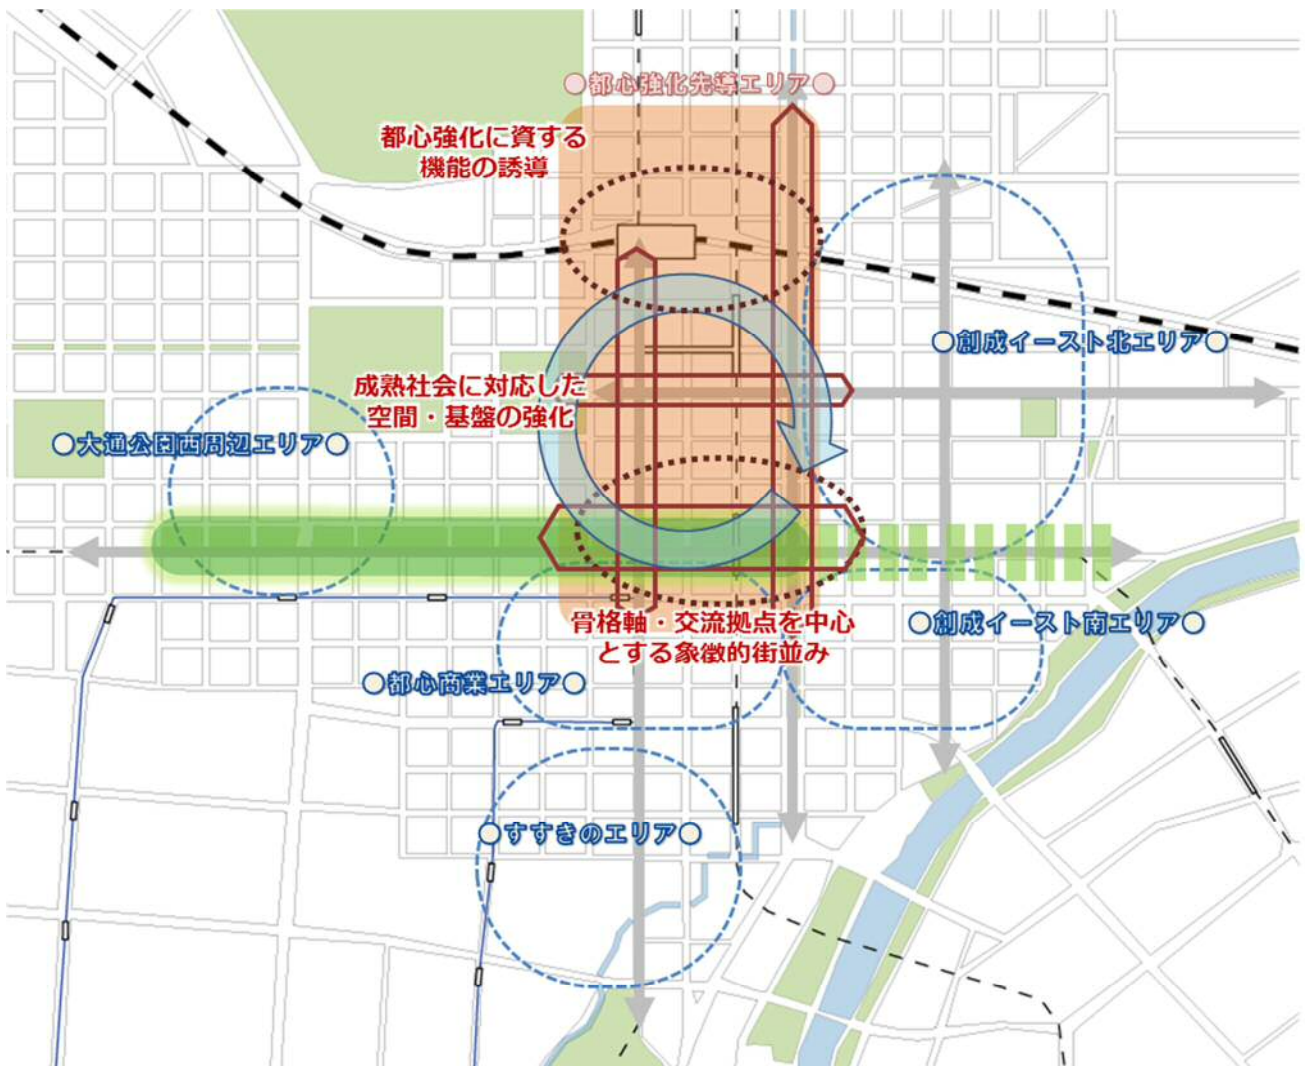 ○都心強化先導エリア○
都心強化に資する
機能の誘導
○創成イースト北エリア○
成熟社会に対応した
空間・基盤の強化
○大通公園西周辺エリア○
骨格軸・交流拠点を中心
とする象徴的街並み
○創成イースト南エリア○
○都心商業エリア○
○すすきのエリア○